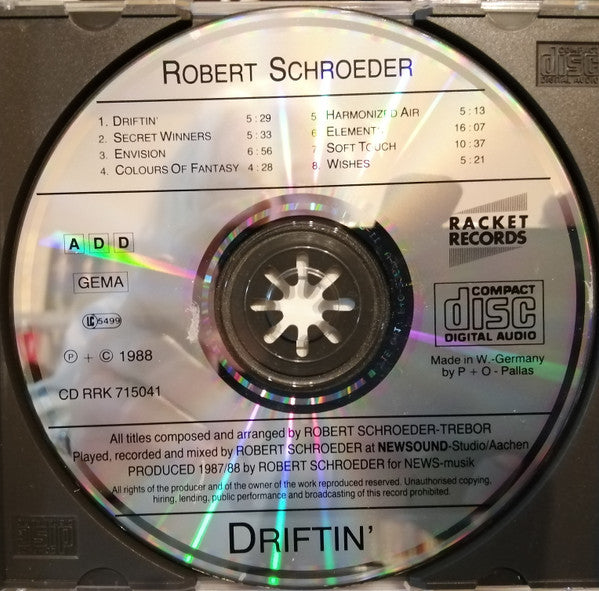 ROBERT SCHROEDER
1. DRIFTIN' 5:29
2. SECRET WINNERS 5:33
3. ENVISION 6:56
4. COLOURS OF FANTASY 4:28
5. HARMONIZED AIR 5:13
6. ELEMENTS 16:07
7. SOFT TOUCH 10:37
8. WISHES 5:21
A D D
GEMA
LC 5499
Ⓟ + © 1988
CD RRK 715041
RACKET
RECORDS
COMPACT
disc
DIGITAL AUDIO
Made in W.-Germany
by P + O - Pallas
All titles composed and arranged by ROBERT SCHROEDER-TREBOR
Played, recorded and mixed by ROBERT SCHROEDER at NEWSOUND-Studio/Aachen
PRODUCED 1987/88 by ROBERT SCHROEDER for NEWS-musik
All rights of the producer and of the owner of the work reproduced reserved. Unauthorised copying,
hiring, lending, public performance and broadcasting of this record prohibited.
DRIFTIN'
COMPACT
disc
DIGITAL AUDIO